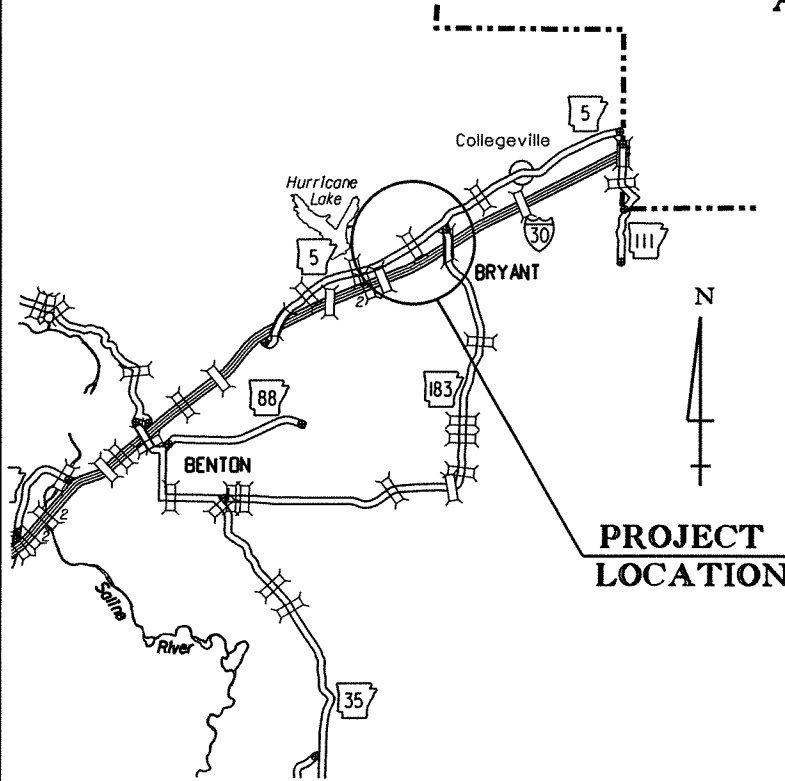 A
5
Collegeville
Hurricane
Lake
5
30
111
BRYANT
2
N
183
88
BENTON
2
2
PROJECT
LOCATION
Saline
River
35